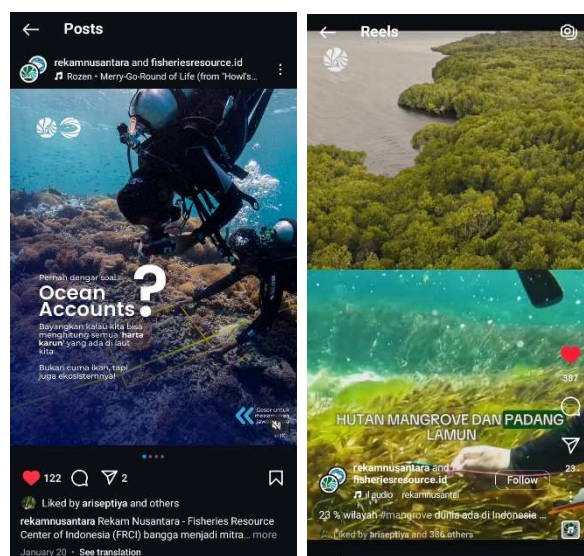 Posts
rekamnusantara and fisheriesresource.id
Rozen • Merry-Go-Round of Life (from "Howl's...
Pernah dengar soal
Ocean
Accounts
?
Bayangkan kalau kita bisa
menghitung semua 'harta
karun' yang ada di laut
kita.
Bukan cuma ikan, tapi
juga ekosistemnya!
Geser untuk
122
2
Liked by ariseptiya and others
rekamnusantara Rekam Nusantara - Fisheries Resource
Center of Indonesia (FRCI) bangga menjadi mitra... more
January 20 • See translation
Reels
387
HUTAN MANGROVE DAN PADANG
LAMUN
23
rekamnusantara and
fisheriesresource.id
Follow
audio rekamnusantar
23 % wilayah #mangrove dunia ada di Indonesia ...
Liked by ariseptiya and 386 others